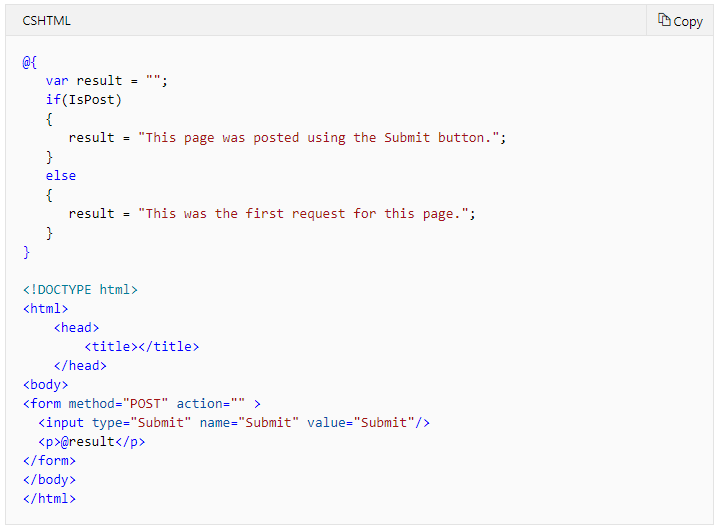 CSHTML
Copy
@{
   var result = "";
   if(IsPost)
   {
      result = "This page was posted using the Submit button.";
   }
   else
   {
      result = "This was the first request for this page.";
   }
}

<!DOCTYPE html>
<html>
    <head>
        <title></title>
    </head>
<body>
<form method="POST" action="" >
  <input type="Submit" name="Submit" value="Submit"/>
  <p>@result</p>
</form>
</body>
</html>